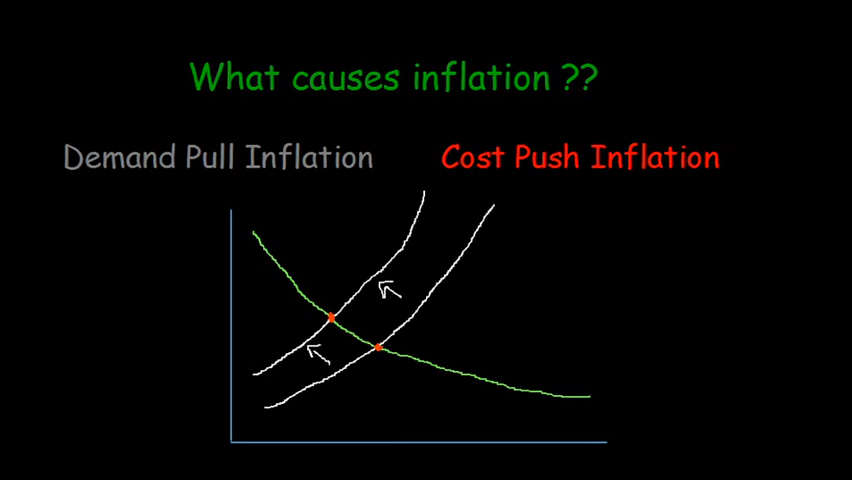 What causes inflation ??
Demand Pull Inflation Cost Push Inflation